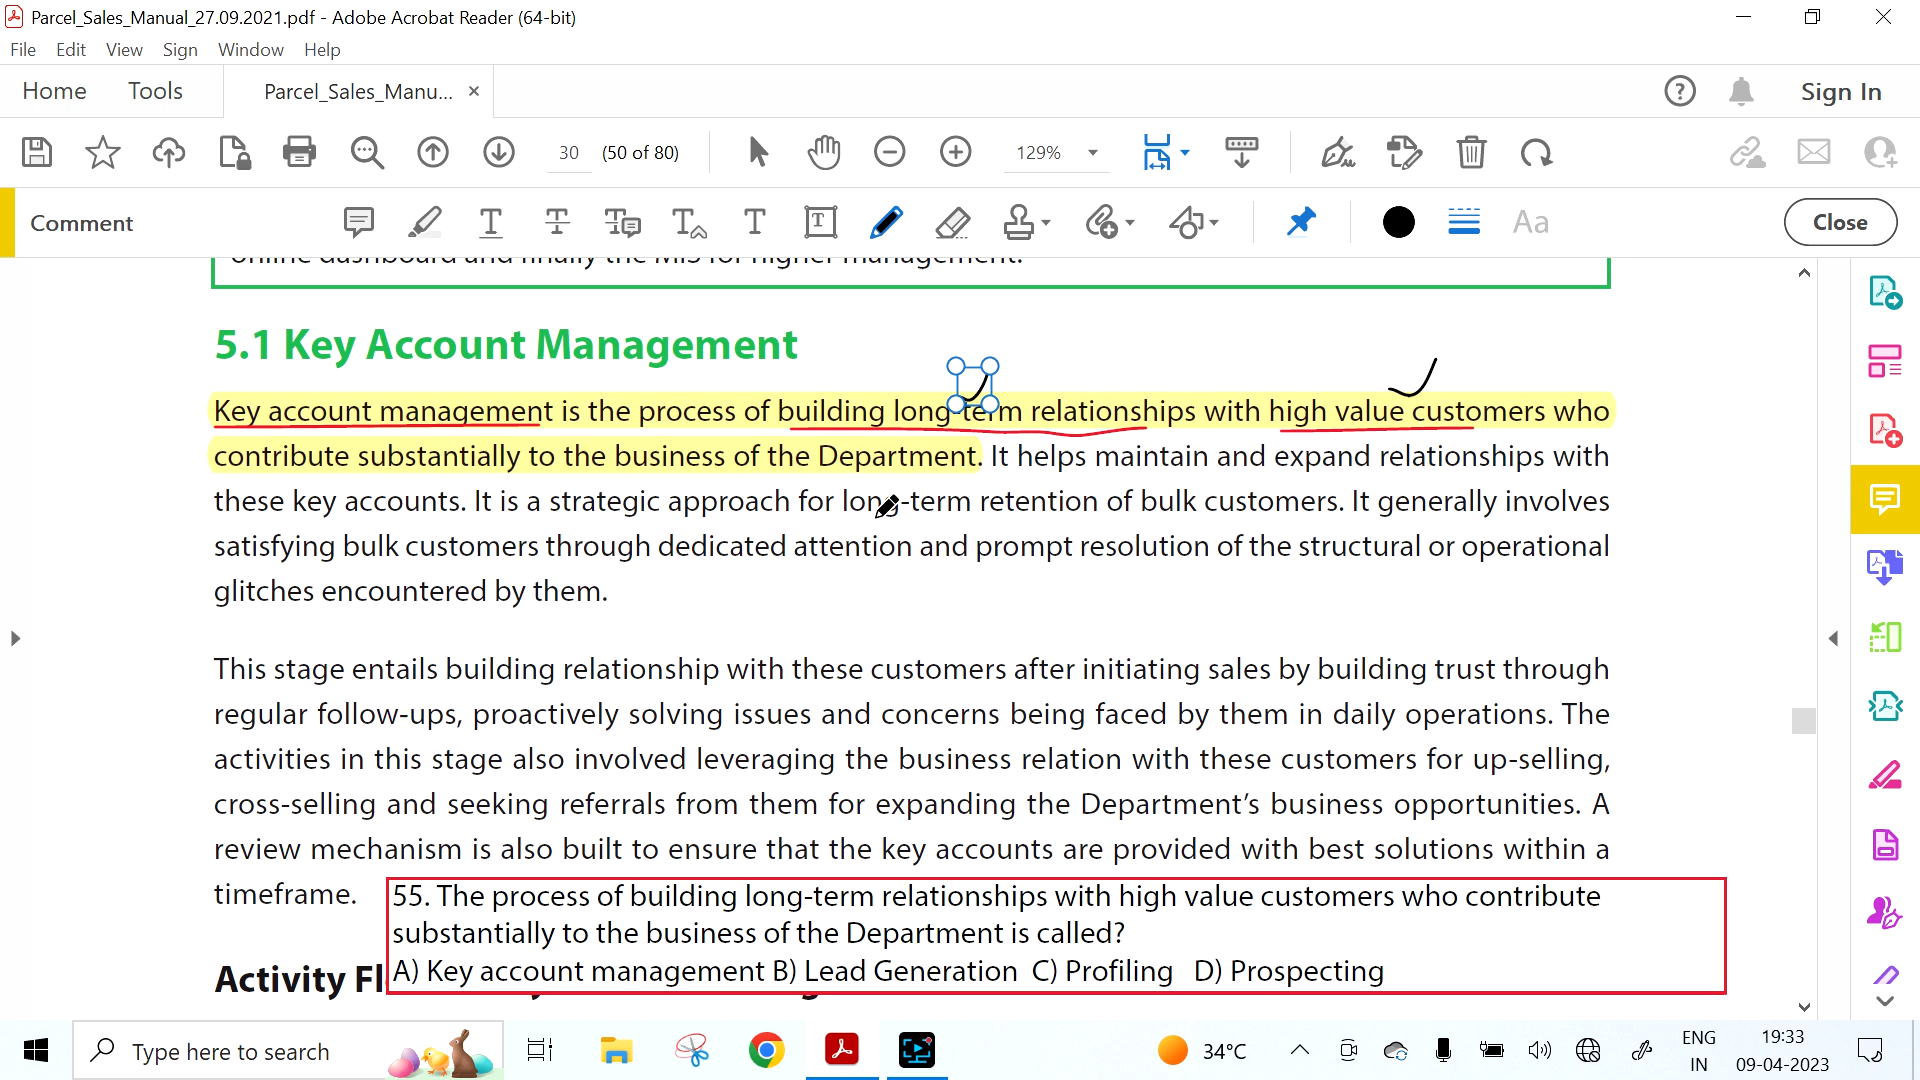 Parcel_Sales_Manual_27.09.2021.pdf - Adobe Acrobat Reader (64-bit)
File Edit View Sign Window Help
Home Tools Parcel_Sales_Manu... × Sign In
30 (50 of 80) 129%
Comment Aa Close
online dashboard and finally the MIS for higher management.
5.1 Key Account Management
Key account management is the process of building long-term relationships with high value customers who
contribute substantially to the business of the Department. It helps maintain and expand relationships with
these key accounts. It is a strategic approach for long-term retention of bulk customers. It generally involves
satisfying bulk customers through dedicated attention and prompt resolution of the structural or operational
glitches encountered by them.
This stage entails building relationship with these customers after initiating sales by building trust through
regular follow-ups, proactively solving issues and concerns being faced by them in daily operations. The
activities in this stage also involved leveraging the business relation with these customers for up-selling,
cross-selling and seeking referrals from them for expanding the Department's business opportunities. A
review mechanism is also built to ensure that the key accounts are provided with best solutions within a
timeframe.
55. The process of building long-term relationships with high value customers who contribute
substantially to the business of the Department is called?
A) Key account management B) Lead Generation C) Profiling D) Prospecting
Activity
Type here to search
34°C
ENG
IN
19:33
09-04-2023